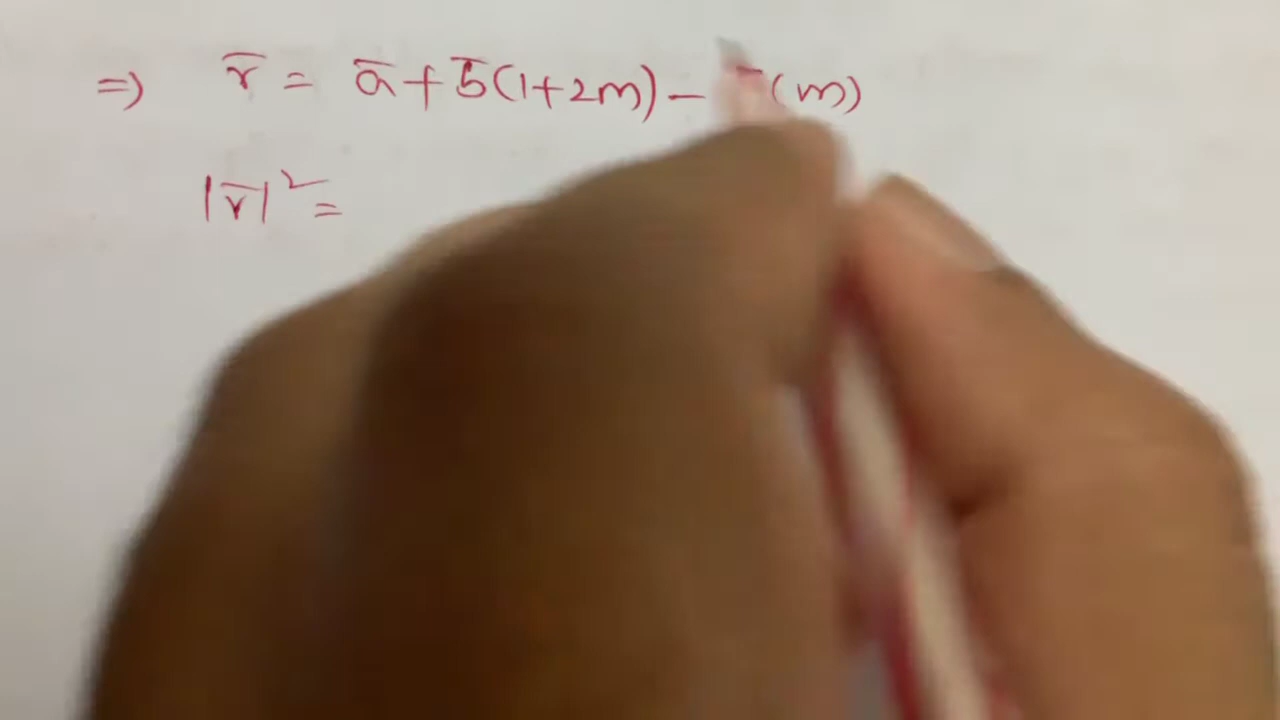 => r̄ = ā + b̄(1+2m) - (m)
|r̄|² =